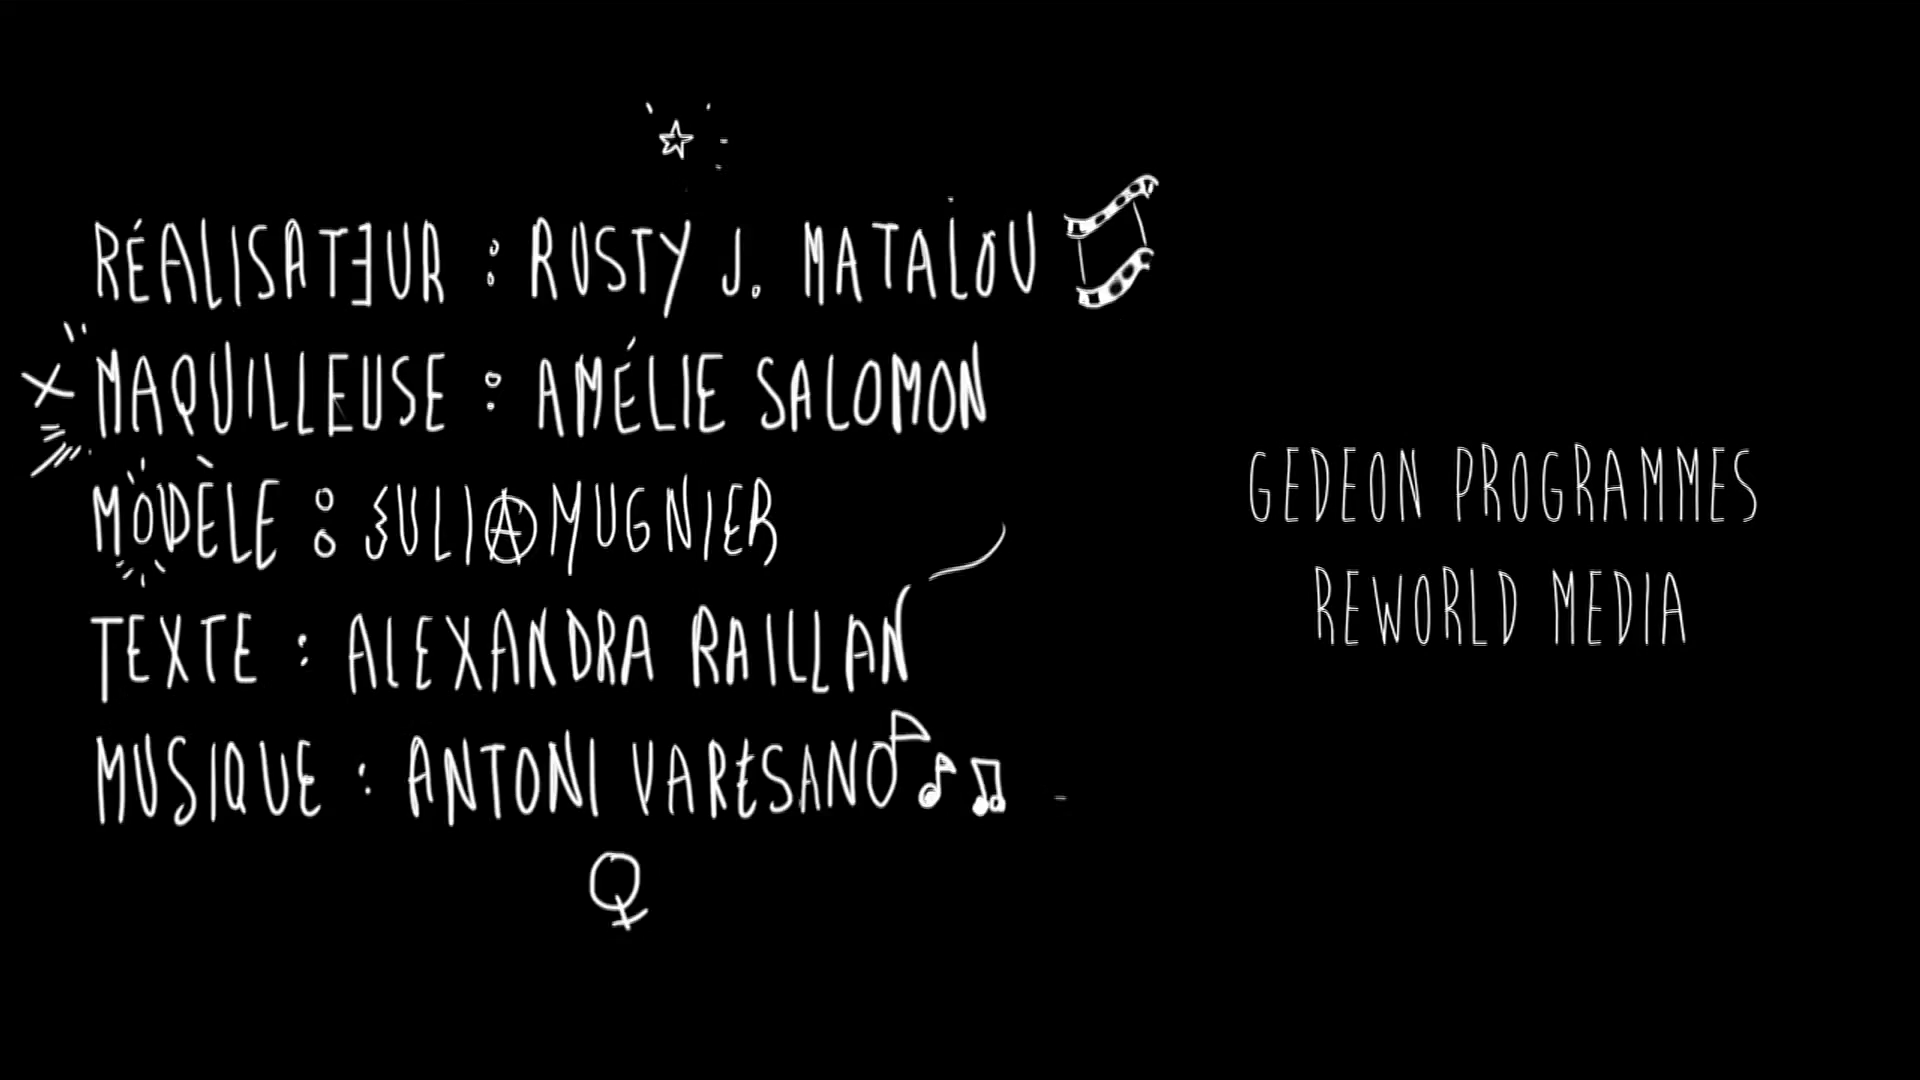 RÉALISATEUR : RUSTY J. MATALOU
MAQUILLEUSE : AMÉLIE SALOMON
MODÈLE : JULIA MUGNIER
TEXTE : ALEXANDRA RAILLAN
MUSIQUE : ANTONI VARESANO
GEDEON PROGRAMMES
REWORLD MEDIA